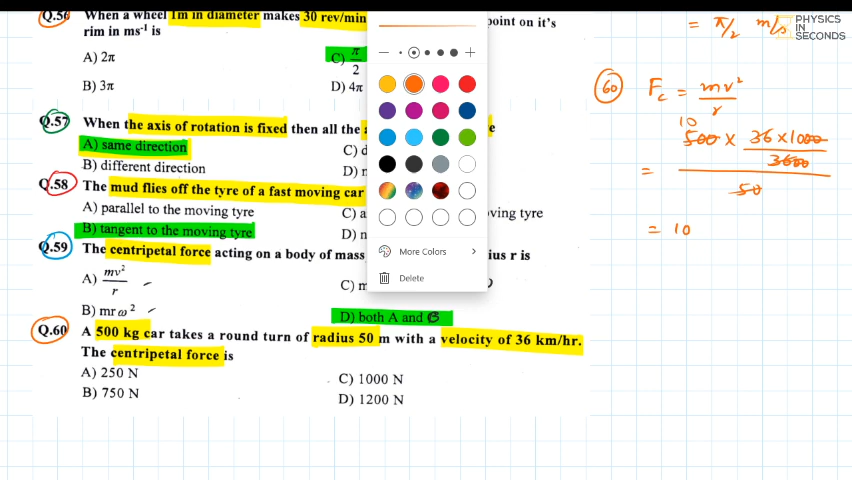 Q.56 When a wheel 1m in diameter makes 30 rev/min point on it's
rim in ms⁻¹ is
A) 2π C) π/2
B) 3π D) 4π
Q.57 When the axis of rotation is fixed then all the
A) same direction
B) different direction
Q.58 The mud flies off the tyre of a fast moving car
A) parallel to the moving tyre ving tyre
B) tangent to the moving tyre
Q.59 The centripetal force acting on a body of mass ius r is
A) mv²/r
B) mrω² D) both A and B
Q.60 A 500 kg car takes a round turn of radius 50 m with a velocity of 36 km/hr.
The centripetal force is
A) 250 N C) 1000 N
B) 750 N D) 1200 N
More Colors
Delete
= π/2 m/s
PHYSICS
IN
SECONDS
60 F_c = mv²/r
10
= 500 × 36 × 1000 / 3600
50
= 10